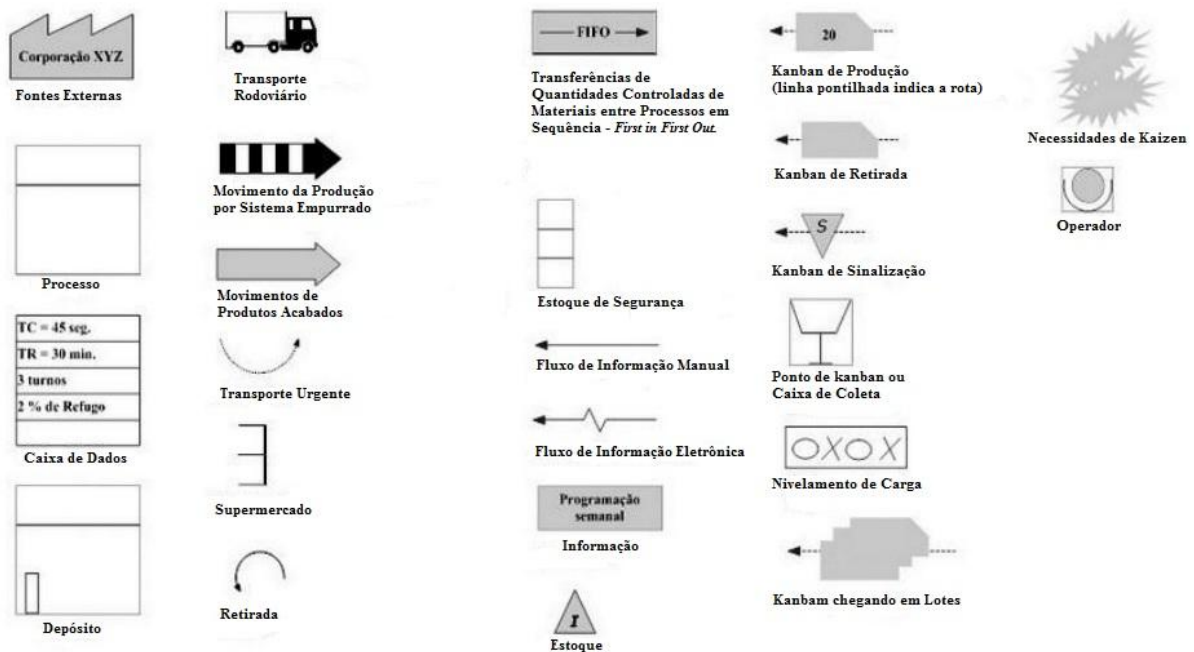 Corporação XYZ
Fontes Externas
Processo
TC = 45 seg.
TR = 30 min.
3 turnos
2 % de Refugo
Caixa de Dados
Depósito
Transporte
Rodoviário
Movimento da Produção
por Sistema Empurrado
Movimentos de
Produtos Acabados
Transporte Urgente
Supermercado
Retirada
FIFO
Transferências de
Quantidades Controladas de
Materiais entre Processos em
Sequência - First in First Out.
Estoque de Segurança
Fluxo de Informação Manual
Fluxo de Informação Eletrônica
Programação
semanal
Informação
I
Estoque
20
Kanban de Produção
(linha pontilhada indica a rota)
Kanban de Retirada
S
Kanban de Sinalização
Ponto de kanban ou
Caixa de Coleta
OXOX
Nivelamento de Carga
Kanbam chegando em Lotes
Necessidades de Kaizen
Operador